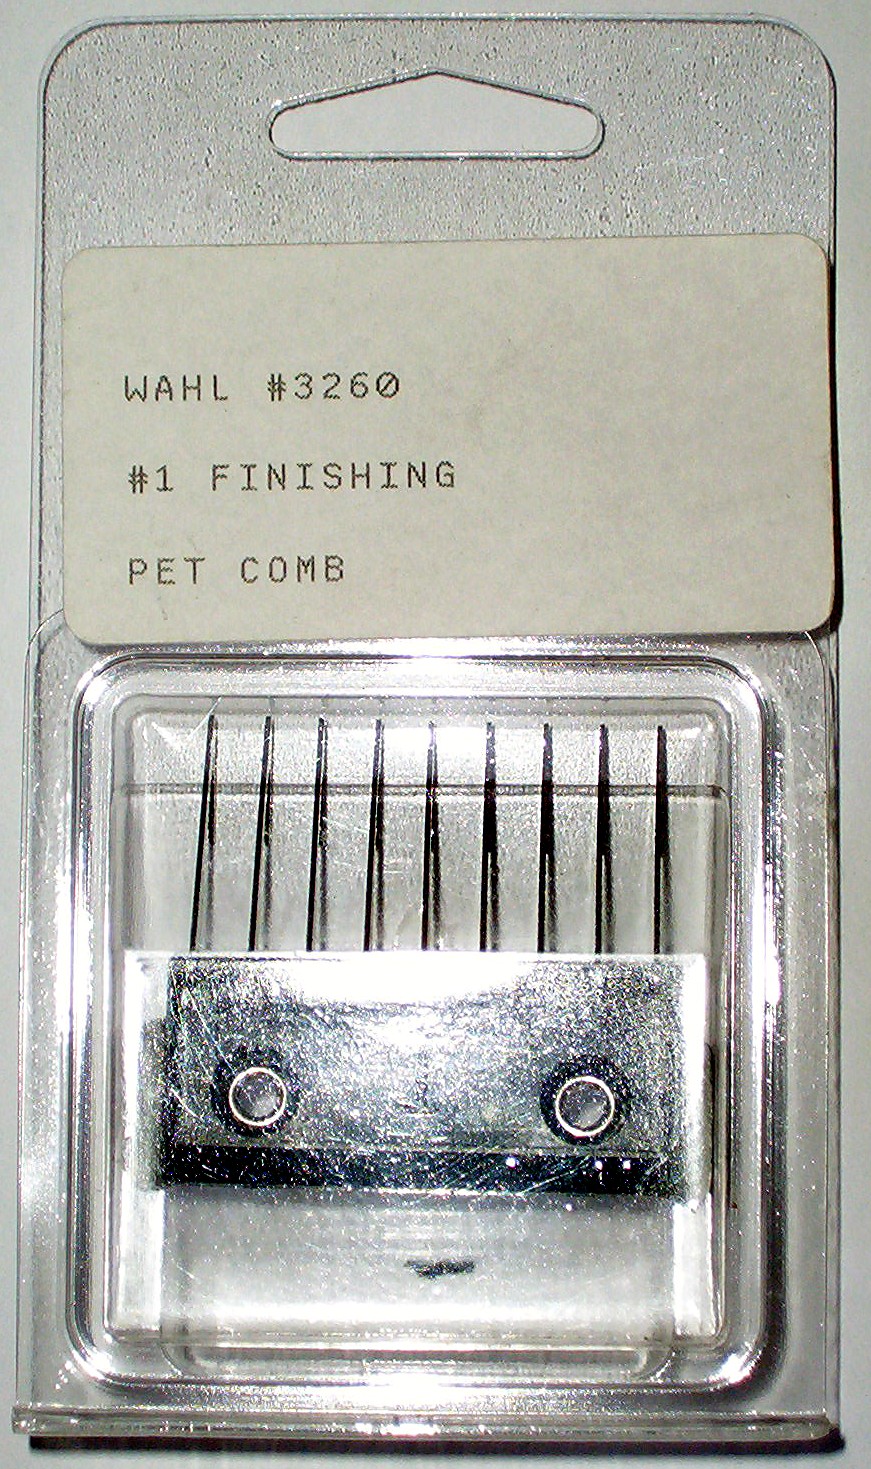 WAHL #3260
#1 FINISHING
PET COMB